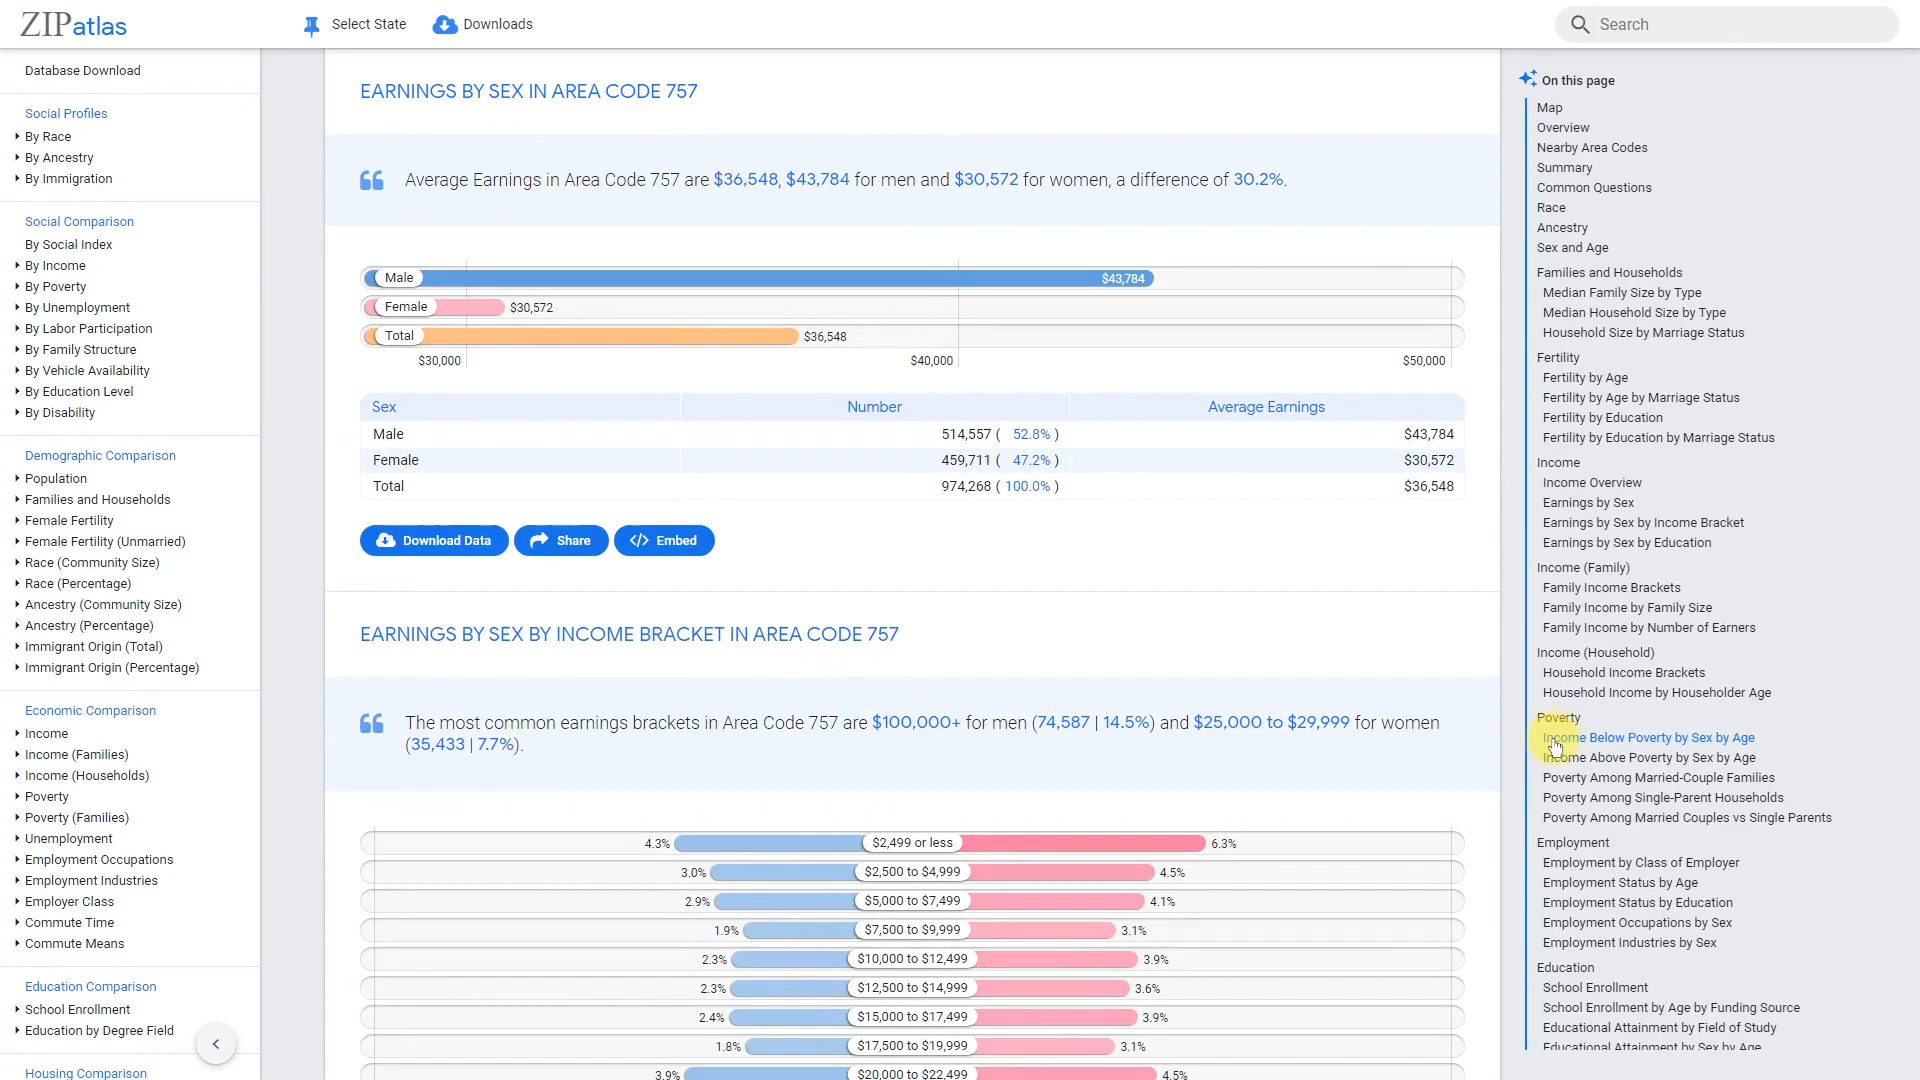 ZIPatlas
Select State
Downloads
Search
Database Download
Social Profiles
By Race
By Ancestry
By Immigration
Social Comparison
By Social Index
By Income
By Poverty
By Unemployment
By Labor Participation
By Family Structure
By Vehicle Availability
By Education Level
By Disability
Demographic Comparison
Population
Families and Households
Female Fertility
Female Fertility (Unmarried)
Race (Community Size)
Race (Percentage)
Ancestry (Community Size)
Ancestry (Percentage)
Immigrant Origin (Total)
Immigrant Origin (Percentage)
Economic Comparison
Income
Income (Families)
Income (Households)
Poverty
Poverty (Families)
Unemployment
Employment Occupations
Employment Industries
Employer Class
Commute Time
Commute Means
Education Comparison
School Enrollment
Education by Degree Field
Housing Comparison
EARNINGS BY SEX IN AREA CODE 757
Average Earnings in Area Code 757 are $36,548, $43,784 for men and $30,572 for women, a difference of 30.2%.
Male $43,784
Female $30,572
Total $36,548
$30,000 $40,000 $50,000
Sex Number Average Earnings
Male 514,557 ( 52.8% ) $43,784
Female 459,711 ( 47.2% ) $30,572
Total 974,268 ( 100.0% ) $36,548
Download Data Share Embed
EARNINGS BY SEX BY INCOME BRACKET IN AREA CODE 757
The most common earnings brackets in Area Code 757 are $100,000+ for men (74,587 | 14.5%) and $25,000 to $29,999 for women
(35,433 | 7.7%).
4.3% $2,499 or less 6.3%
3.0% $2,500 to $4,999 4.5%
2.9% $5,000 to $7,499 4.1%
1.9% $7,500 to $9,999 3.1%
2.3% $10,000 to $12,499 3.9%
2.3% $12,500 to $14,999 3.6%
2.4% $15,000 to $17,499 3.9%
1.8% $17,500 to $19,999 3.1%
3.9% $20,000 to $22,499 4.5%
On this page
Map
Overview
Nearby Area Codes
Summary
Common Questions
Race
Ancestry
Sex and Age
Families and Households
Median Family Size by Type
Median Household Size by Type
Household Size by Marriage Status
Fertility
Fertility by Age
Fertility by Age by Marriage Status
Fertility by Education
Fertility by Education by Marriage Status
Income
Income Overview
Earnings by Sex
Earnings by Sex by Income Bracket
Earnings by Sex by Education
Income (Family)
Family Income Brackets
Family Income by Family Size
Family Income by Number of Earners
Income (Household)
Household Income Brackets
Household Income by Householder Age
Poverty
Income Below Poverty by Sex by Age
Income Above Poverty by Sex by Age
Poverty Among Married-Couple Families
Poverty Among Single-Parent Households
Poverty Among Married Couples vs Single Parents
Employment
Employment by Class of Employer
Employment Status by Age
Employment Status by Education
Employment Occupations by Sex
Employment Industries by Sex
Education
School Enrollment
School Enrollment by Age by Funding Source
Educational Attainment by Field of Study
Educational Attainment by Sex by Age